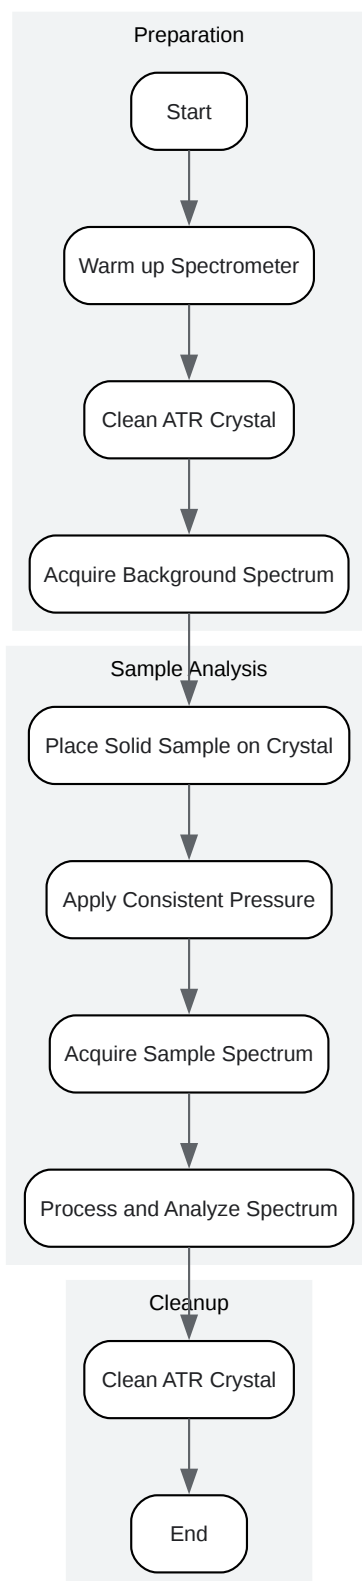 Preparation
Start
Warm up Spectrometer
Clean ATR Crystal
Acquire Background Spectrum
Sample Analysis
Place Solid Sample on Crystal
Apply Consistent Pressure
Acquire Sample Spectrum
Process and Analyze Spectrum
Cleanup
Clean ATR Crystal
End